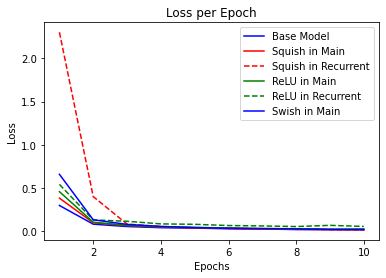 Loss per Epoch
Base Model
Squish in Main
Squish in Recurrent
ReLU in Main
ReLU in Recurrent
Swish in Main
2.0
1.5
1.0
0.5
0.0
Loss
2 4 6 8 10
Epochs